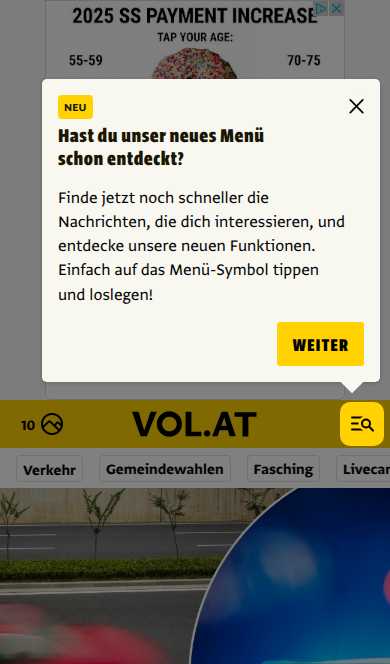 2025 SS PAYMENT INCREASE
TAP YOUR AGE:
55-59
70-75
NEU
Hast du unser neues Menü
schon entdeckt?
Finde jetzt noch schneller die
Nachrichten, die dich interessieren, und
entdecke unsere neuen Funktionen.
Einfach auf das Menü-Symbol tippen
und loslegen!
WEITER
10
VOL.AT
Verkehr
Gemeindewahlen
Fasching
Livecar